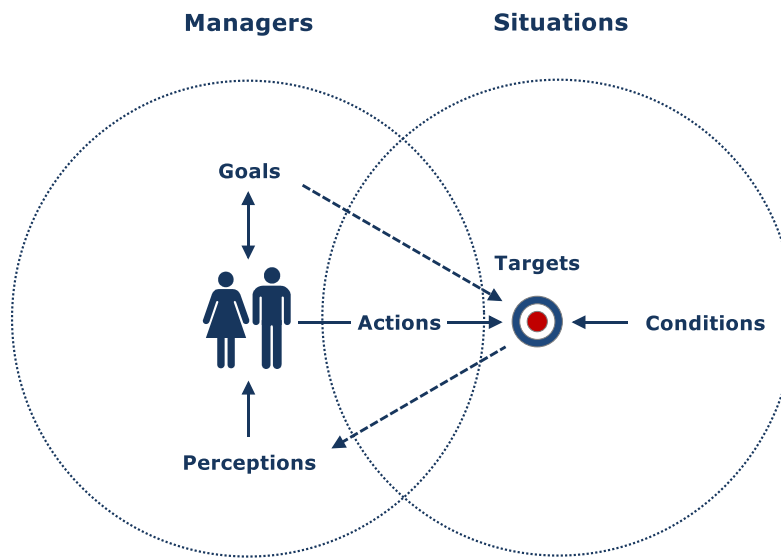 Managers
Situations
Goals
Targets
Actions
Conditions
Perceptions